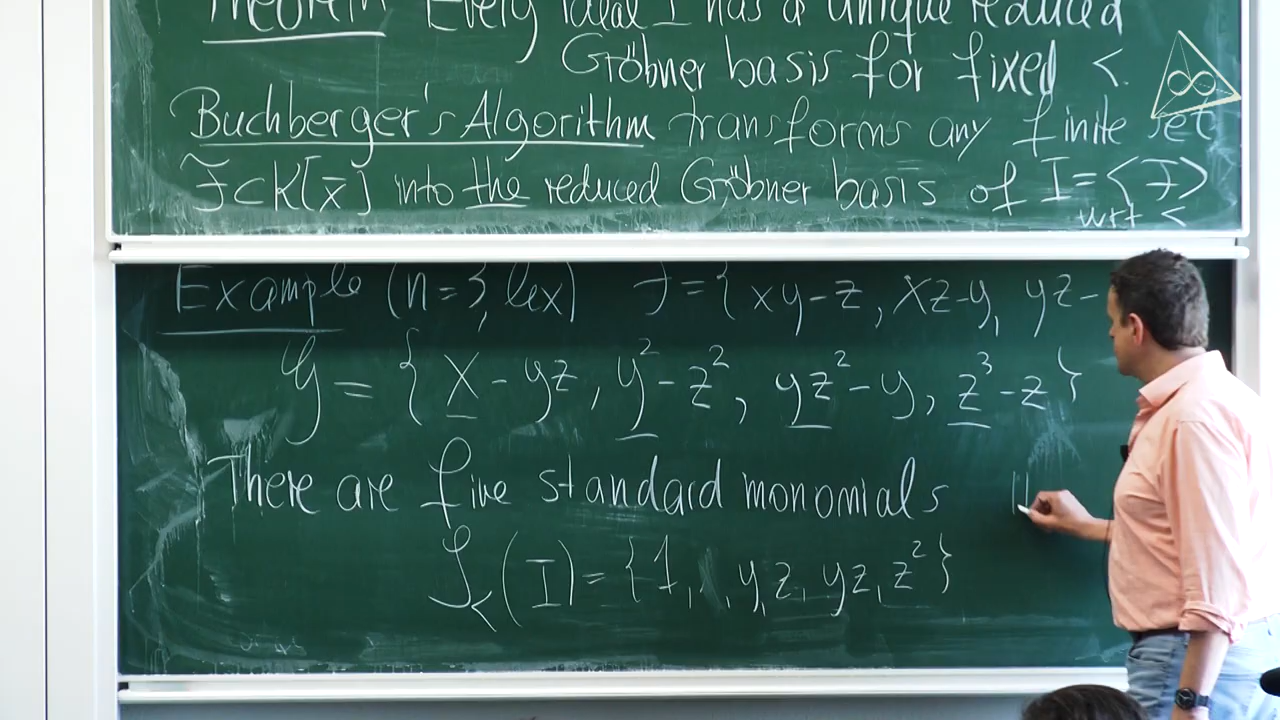 Theorem Every ideal I has a unique reduced
Gröbner basis for fixed <.
Buchberger's Algorithm transforms any finite set
F ⊂ K[x̄] into the reduced Gröbner basis of I = <F>
wrt <
Example (n=3, lex) F = { xy-z, xz-y, yz-
G = { x - yz, y² - z², yz² - y, z³ - z }
There are five standard monomials
S_<(I) = { 1, y, z, yz, z² }